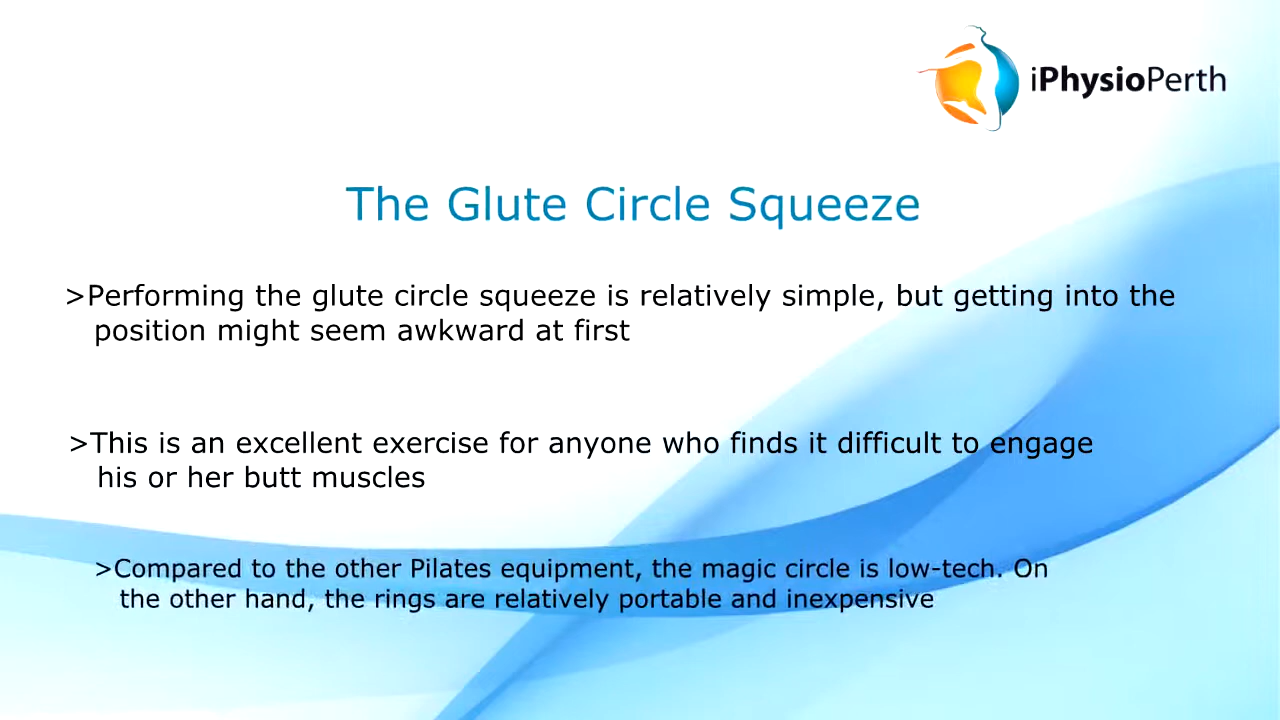 iPhysioPerth
The Glute Circle Squeeze
>Performing the glute circle squeeze is relatively simple, but getting into the
position might seem awkward at first
>This is an excellent exercise for anyone who finds it difficult to engage
his or her butt muscles
>Compared to the other Pilates equipment, the magic circle is low-tech. On
the other hand, the rings are relatively portable and inexpensive